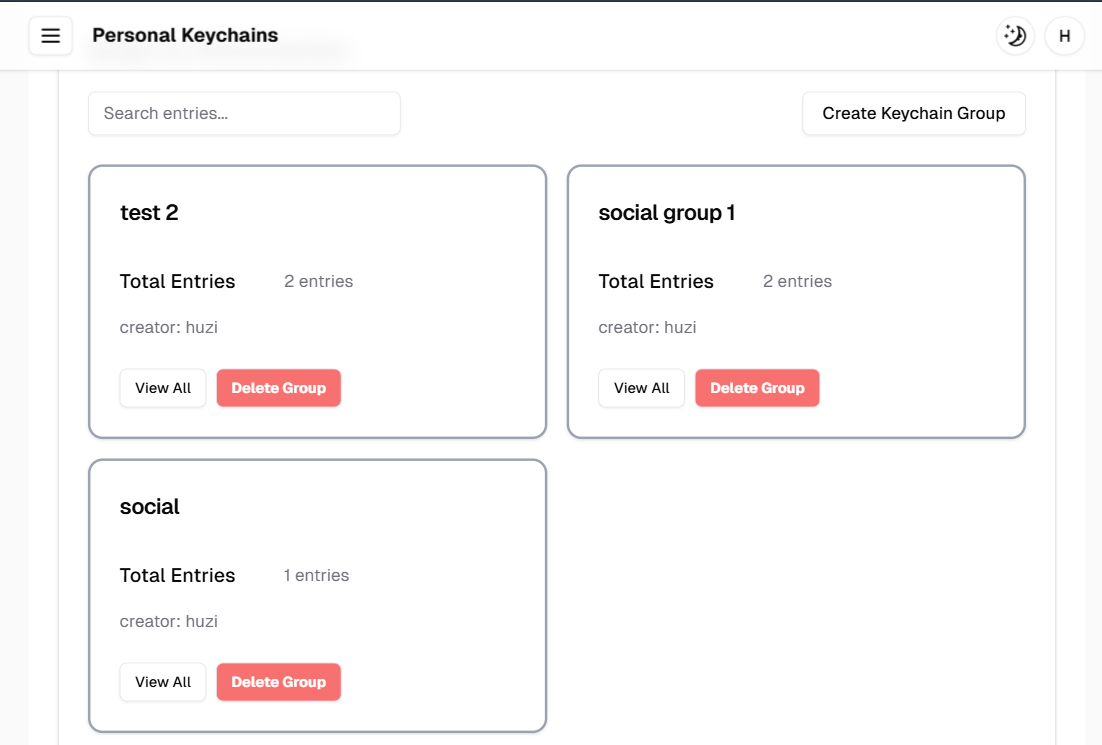 Personal Keychains
H
Search entries...
Create Keychain Group
test 2
Total Entries 2 entries
creator: huzi
View All Delete Group
social group 1
Total Entries 2 entries
creator: huzi
View All Delete Group
social
Total Entries 1 entries
creator: huzi
View All Delete Group